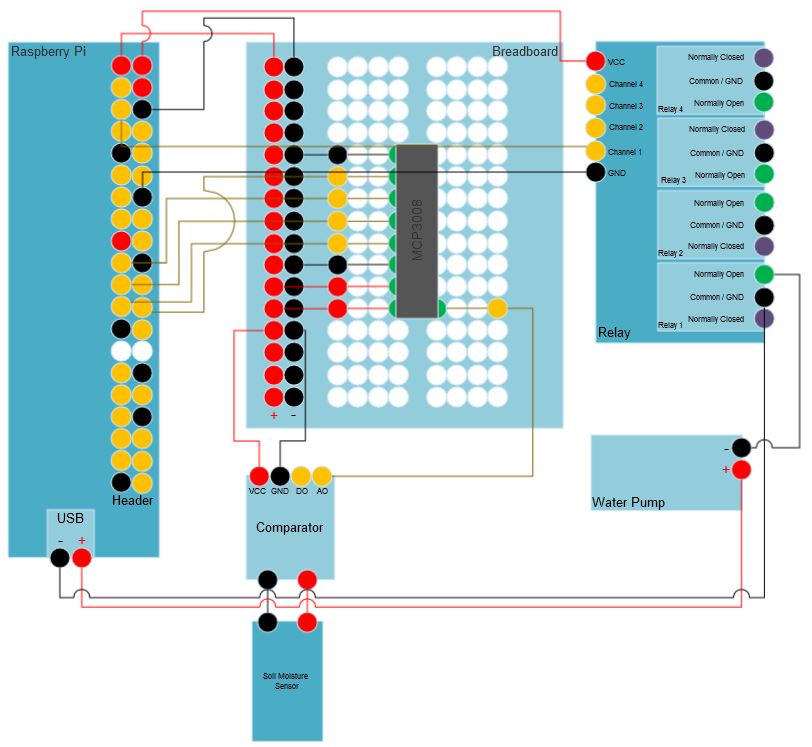 Raspberry Pi
Breadboard
VCC
Channel 4
Channel 3
Channel 2
Channel 1
GND
Normally Closed
Common / GND
Relay 4
Normally Open
Normally Closed
Common / GND
Relay 3
Normally Open
Normally Open
Common / GND
Relay 2
Normally Closed
Normally Open
Common / GND
Relay 1
Normally Closed
Relay
MCP3008
+ -
Header
USB
- +
VCC GND DO AO
Comparator
Soil Moisture
Sensor
-
+
Water Pump